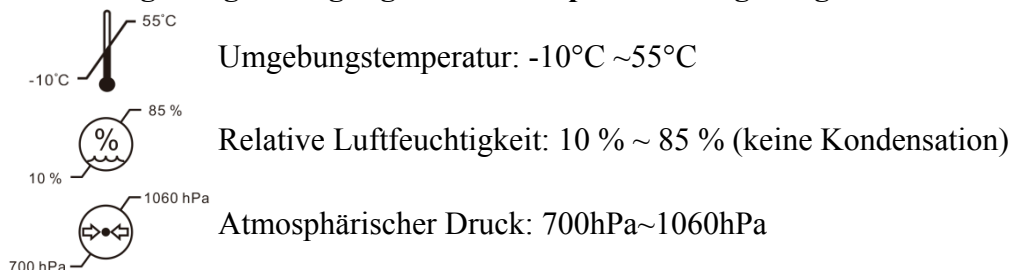 55°C
-10°C
Umgebungstemperatur: -10°C ~55°C
85 %
%
10 %
Relative Luftfeuchtigkeit: 10 % ~ 85 % (keine Kondensation)
1060 hPa
700 hPa
Atmosphärischer Druck: 700hPa~1060hPa